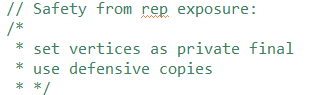 // Safety from rep exposure:
/*
* set vertices as private final
* use defensive copies
* */